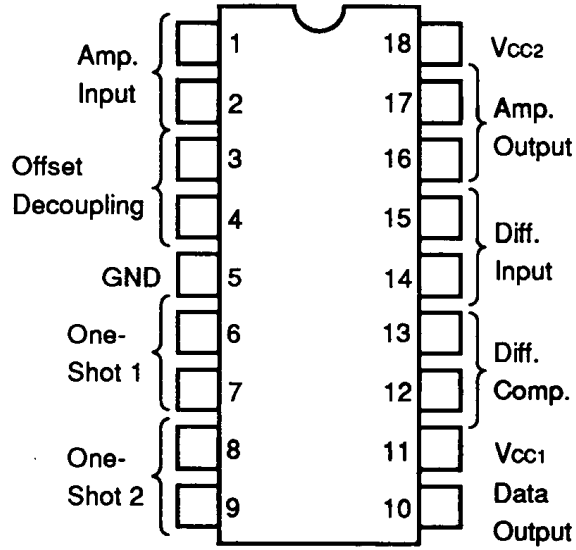 Amp.
Input
Offset
Decoupling
GND
One-
Shot 1
One-
Shot 2
1
2
3
4
5
6
7
8
9
18
17
16
15
14
13
12
11
10
Vcc2
Amp.
Output
Diff.
Input
Diff.
Comp.
Vcc1
Data
Output